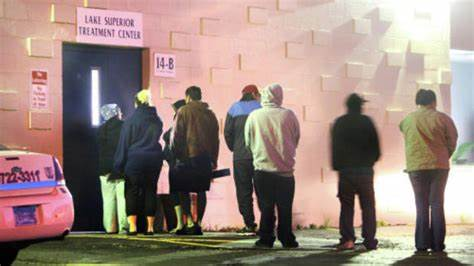 LAKE SUPERIOR
TREATMENT CENTER
14-B
722-3311